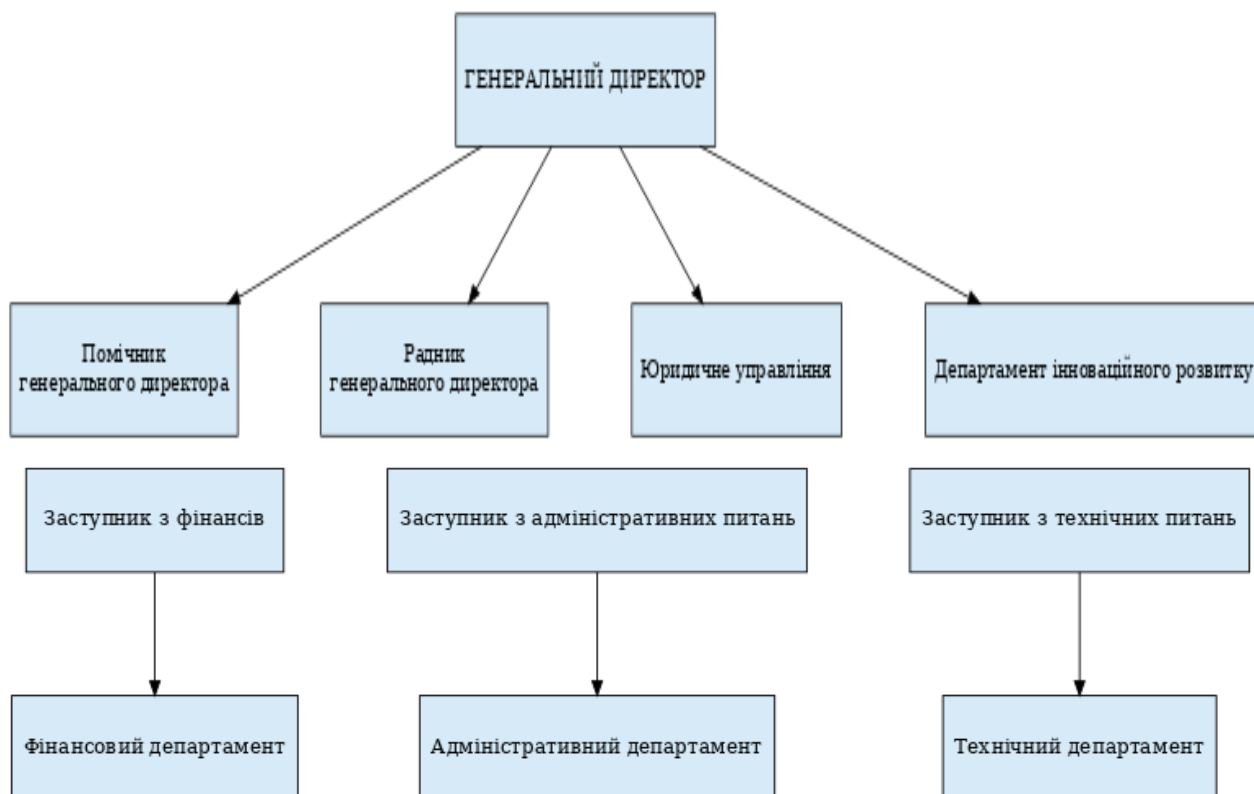 ГЕНЕРАЛЬНИЙ ДИРЕКТОР
Помічник
генерального директора
Радник
генерального директора
Юридичне управління
Департамент інноваційного розвитку
Заступник з фінансів
Заступник з адміністративних питань
Заступник з технічних питань
Фінансовий департамент
Адміністративний департамент
Технічний департамент